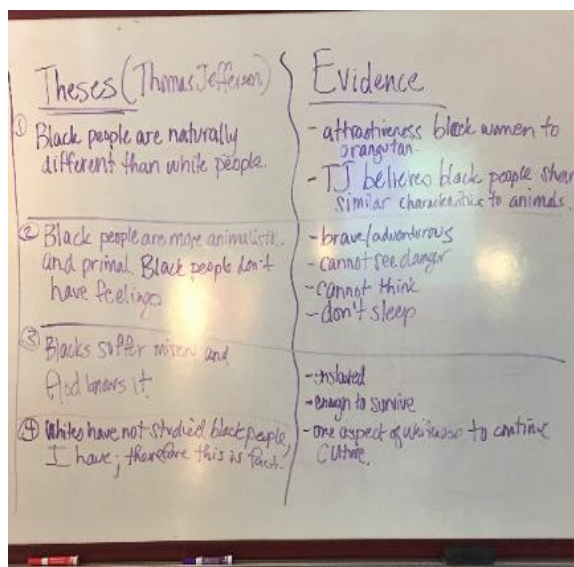 Theses (Thomas Jefferson)
① Black people are naturally
different than white people.
② Black people are more animalistic
and primal. Black people don't
have feelings
③ Blacks suffer misery and
God knows it.
④ Whites have not studied black people,
I have; therefore this is fact.
Evidence
- attractiveness black women to
orangutan.
- TJ believes black people share
similar characteristics to animals.
- brave/adventurous
- cannot see danger
- cannot think
- don't sleep
- enslaved
- enough to survive
- one aspect of whiteness to continue
culture.